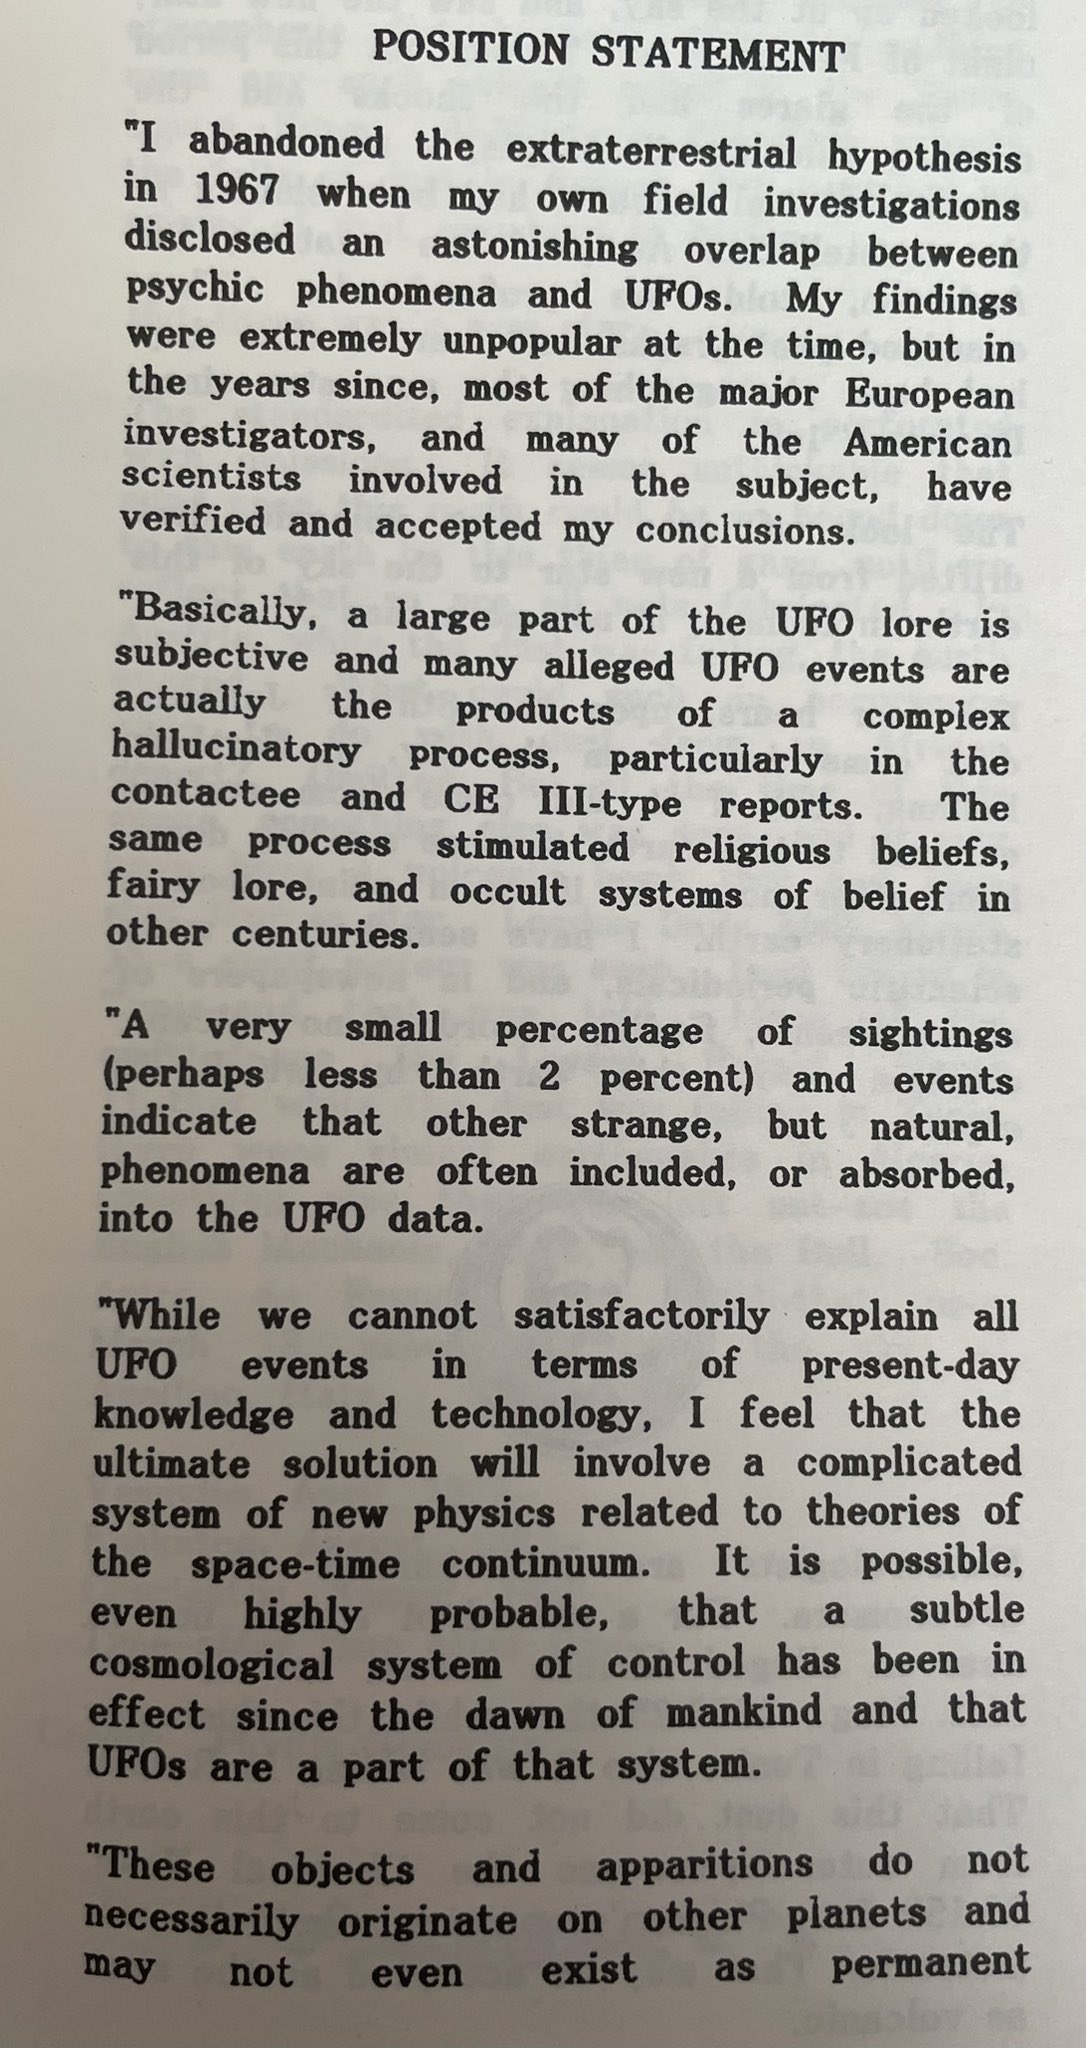 POSITION STATEMENT
"I abandoned the extraterrestrial hypothesis
in 1967 when my own field investigations
disclosed an astonishing overlap between
psychic phenomena and UFOs. My findings
were extremely unpopular at the time, but in
the years since, most of the major European
investigators, and many of the American
scientists involved in the subject, have
verified and accepted my conclusions.
"Basically, a large part of the UFO lore is
subjective and many alleged UFO events are
actually the products of a complex
hallucinatory process, particularly in the
contactee and CE III-type reports. The
same process stimulated religious beliefs,
fairy lore, and occult systems of belief in
other centuries.
"A very small percentage of sightings
(perhaps less than 2 percent) and events
indicate that other strange, but natural,
phenomena are often included, or absorbed,
into the UFO data.
"While we cannot satisfactorily explain all
UFO events in terms of present-day
knowledge and technology, I feel that the
ultimate solution will involve a complicated
system of new physics related to theories of
the space-time continuum. It is possible,
even highly probable, that a subtle
cosmological system of control has been in
effect since the dawn of mankind and that
UFOs are a part of that system.
"These objects and apparitions do not
necessarily originate on other planets and
may not even exist as permanent